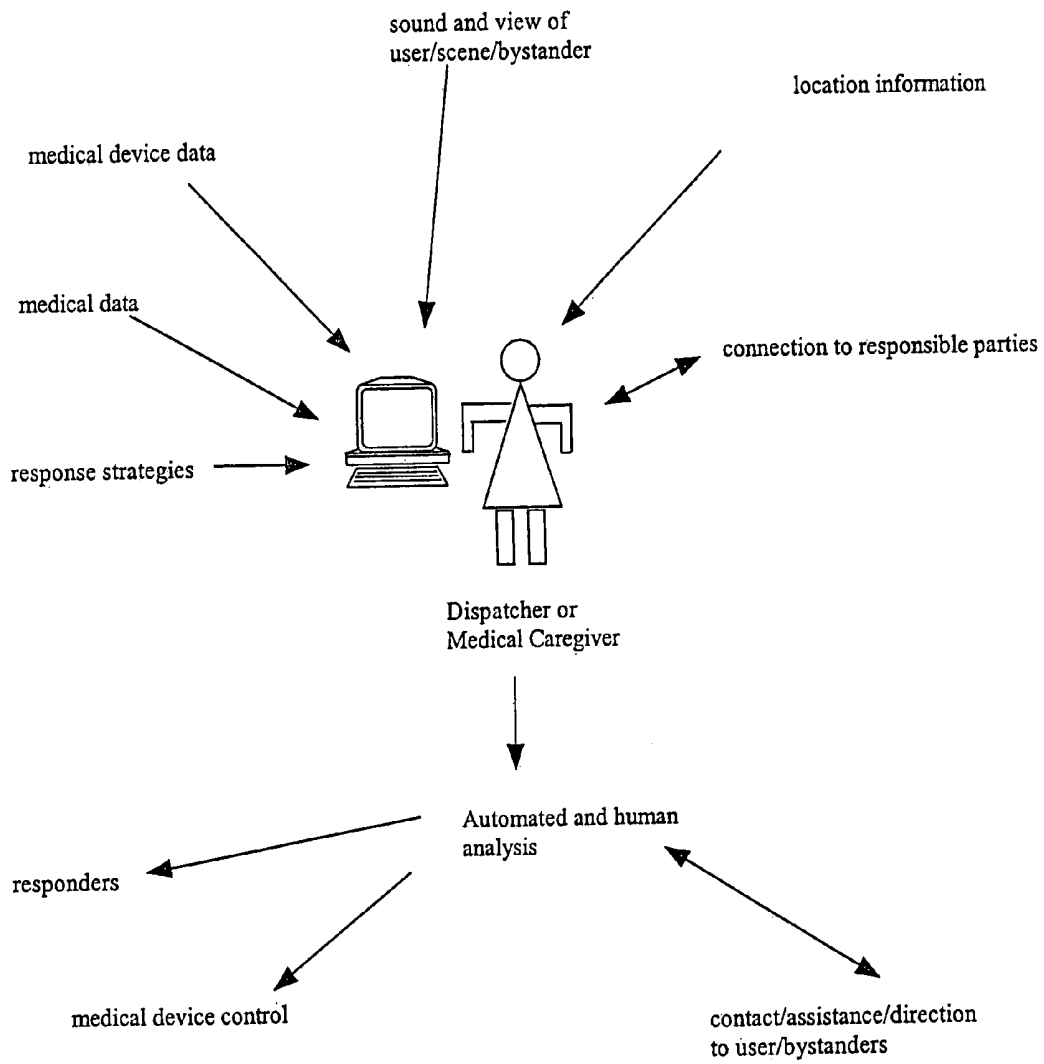 sound and view of
user/scene/bystander
location information
medical device data
medical data
connection to responsible parties
response strategies
Dispatcher or
Medical Caregiver
Automated and human
analysis
responders
medical device control
contact/assistance/direction
to user/bystanders